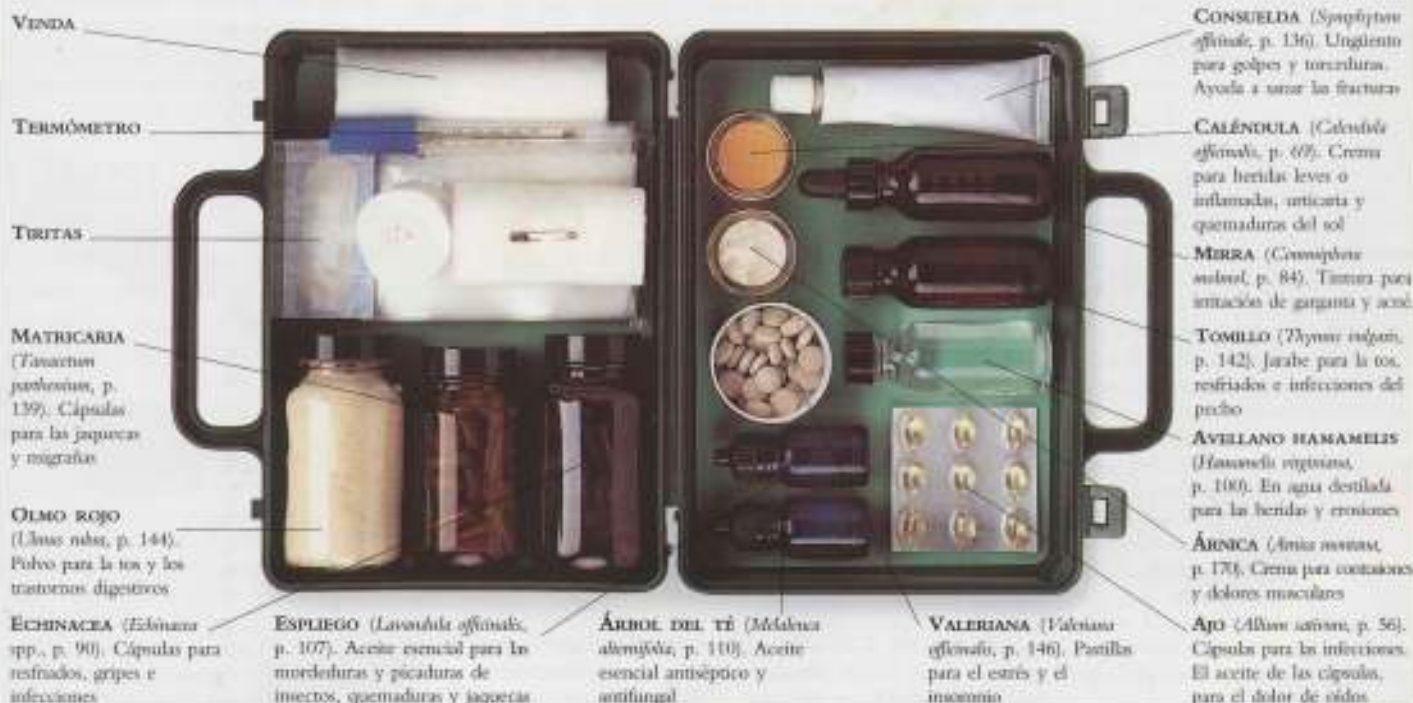 VENDA
TERMÓMETRO
TIRITAS
MATRICARIA
(Tanacetum
parthenium, p.
139). Cápsulas
para las jaquecas
y migrañas
OLMO ROJO
(Ulmus rubra, p. 144).
Polvo para la tos y los
trastornos digestivos
ECHINACEA (Echinacea
spp., p. 90). Cápsulas para
resfriados, gripes e
infecciones
ESPLIEGO (Lavandula officinalis,
p. 107). Aceite esencial para las
mordeduras y picaduras de
insectos, quemaduras y jaquecas
ÁRBOL DEL TÉ (Melaleuca
alternifolia, p. 110). Aceite
esencial antiséptico y
antifungal
VALERIANA (Valeriana
officinalis, p. 146). Pastillas
para el estrés y el
insomnio
CONSUELDA (Symphytum
officinale, p. 136). Ungüento
para golpes y torceduras.
Ayuda a sanar las fracturas
CALÉNDULA (Calendula
officinalis, p. 69). Crema
para heridas leves o
inflamadas, urticaria y
quemaduras del sol
MIRRA (Commiphora
molmol, p. 84). Tintura para
irritación de garganta y acné
TOMILLO (Thymus vulgaris,
p. 142). Jarabe para la tos,
resfriados e infecciones del
pecho
AVELLANO HAMAMELIS
(Hamamelis virginiana,
p. 100). En agua destilada
para las heridas y erosiones
ÁRNICA (Arnica montana,
p. 170). Crema para contusiones
y dolores musculares
AJO (Allium sativum, p. 56).
Cápsulas para las infecciones.
El aceite de las cápsulas,
para el dolor de oídos